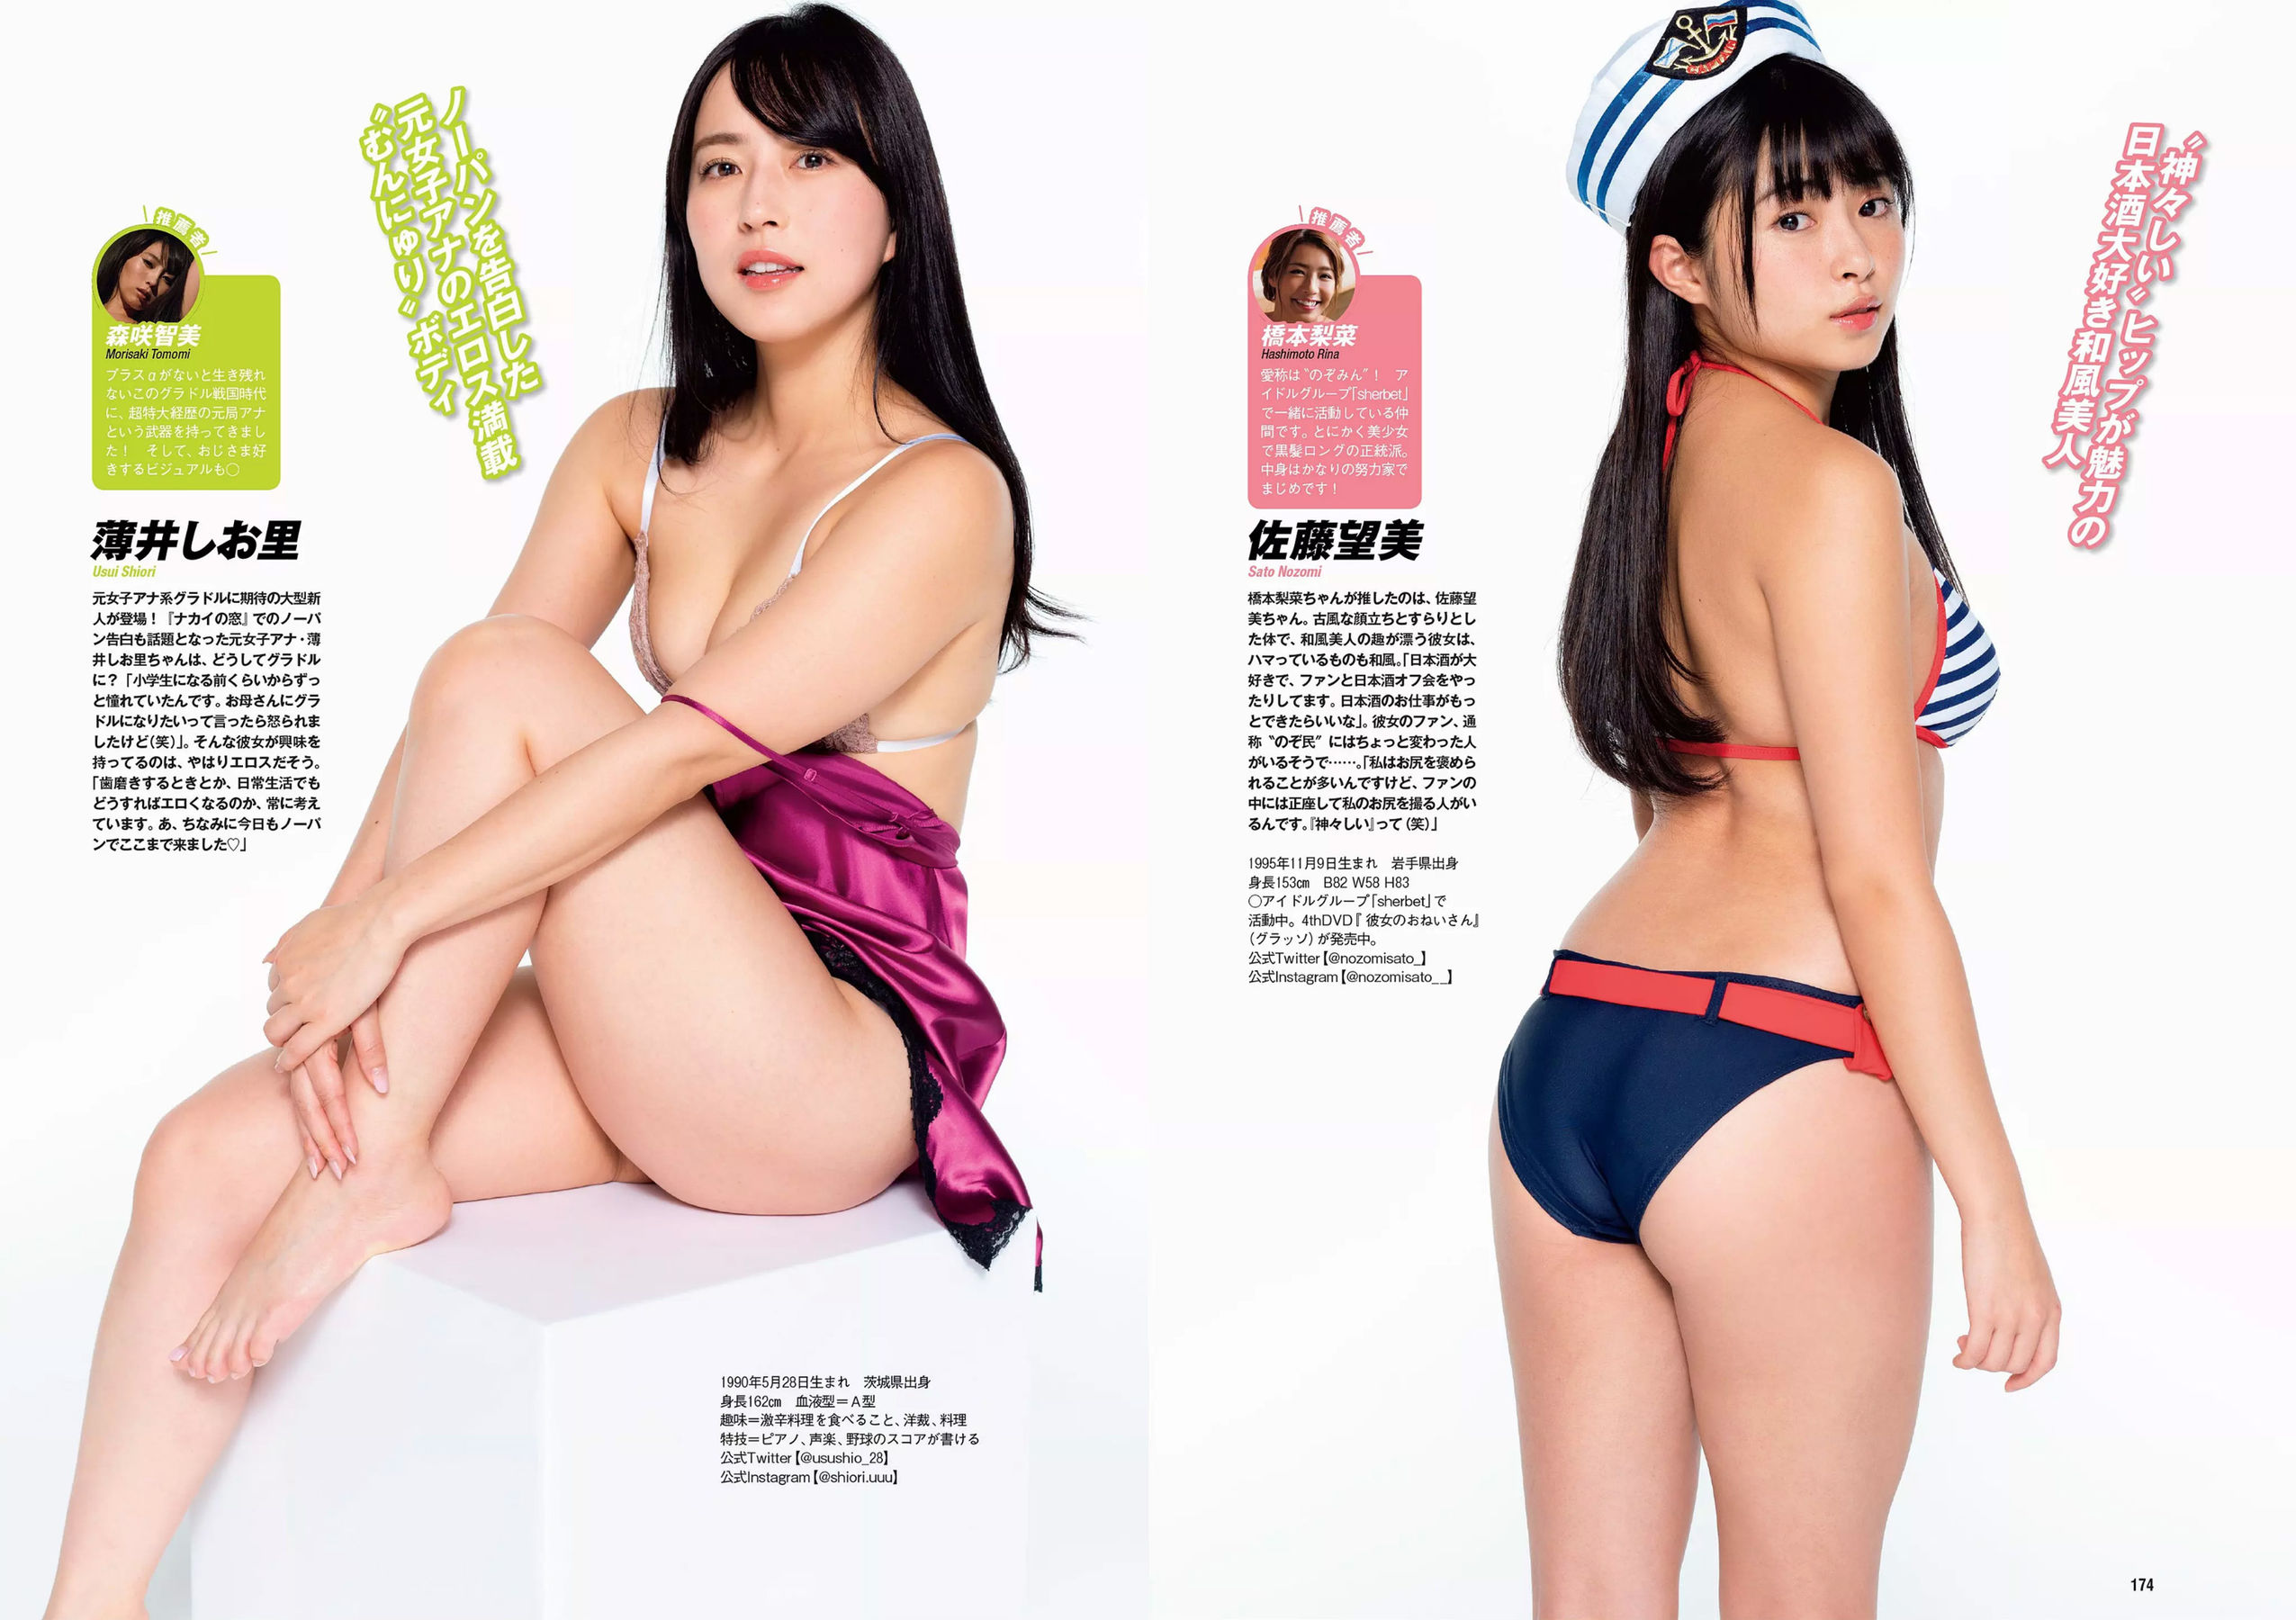 ノーパンを告白した
元女子アナのエロス満載
〝むんにゅり〟ボディ
推薦者
森咲智美
Morisaki Tomomi
プラスαがないと生き残れ
ないこのグラドル戦国時代
に、超特大経歴の元局アナ
という武器を持ってきまし
た！　そして、おじさま好
きするビジュアルも○
薄井しお里
Usui Shiori
元女子アナ系グラドルに期待の大型新
人が登場！『ナカイの窓』でのノーパ
ン告白も話題となった元女子アナ・薄
井しお里ちゃんは、どうしてグラドル
に？「小学生になる前くらいからずっ
と憧れていたんです。お母さんにグラ
ドルになりたいって言ったら怒られま
したけど（笑）」。そんな彼女が興味を
持ってるのは、やはりエロスだそう。
「歯磨きするときとか、日常生活でも
どうすればエロくなるのか、常に考え
ています。あ、ちなみに今日もノーパ
ンでここまで来ました♡」
1990年5月28日生まれ　茨城県出身
身長162㎝　血液型＝A型
趣味＝激辛料理を食べること、洋裁、料理
特技＝ピアノ、声楽、野球のスコアが書ける
公式Twitter【@usushio_28】
公式Instagram【@shiori.uuu】
CAPTAIN
〝神々しい〟ヒップが魅力の
日本酒大好き和風美人
推薦者
橋本梨菜
Hashimoto Rina
愛称は〝のぞみん〟！　ア
イドルグループ「sherbet」
で一緒に活動している仲
間です。とにかく美少女
で黒髪ロングの正統派。
中身はかなりの努力家で
まじめです！
佐藤望美
Sato Nozomi
橋本梨菜ちゃんが推したのは、佐藤望
美ちゃん。古風な顔立ちとすらりとし
た体で、和風美人の趣が漂う彼女は、
ハマっているものも和風。「日本酒が大
好きで、ファンと日本酒オフ会をやっ
たりしてます。日本酒のお仕事がもっ
とできたらいいな」。彼女のファン、通
称〝のぞ民〟にはちょっと変わった人
がいるそうで……。「私はお尻を褒めら
れることが多いんですけど、ファンの
中には正座して私のお尻を撮る人がい
るんです。『神々しい』って（笑）」
1995年11月9日生まれ　岩手県出身
身長153㎝　B82 W58 H83
○アイドルグループ「sherbet」で
活動中。4thDVD『彼女のおねいさん』
（グラッソ）が発売中。
公式Twitter【@nozomisato_】
公式Instagram【@nozomisato__】
174